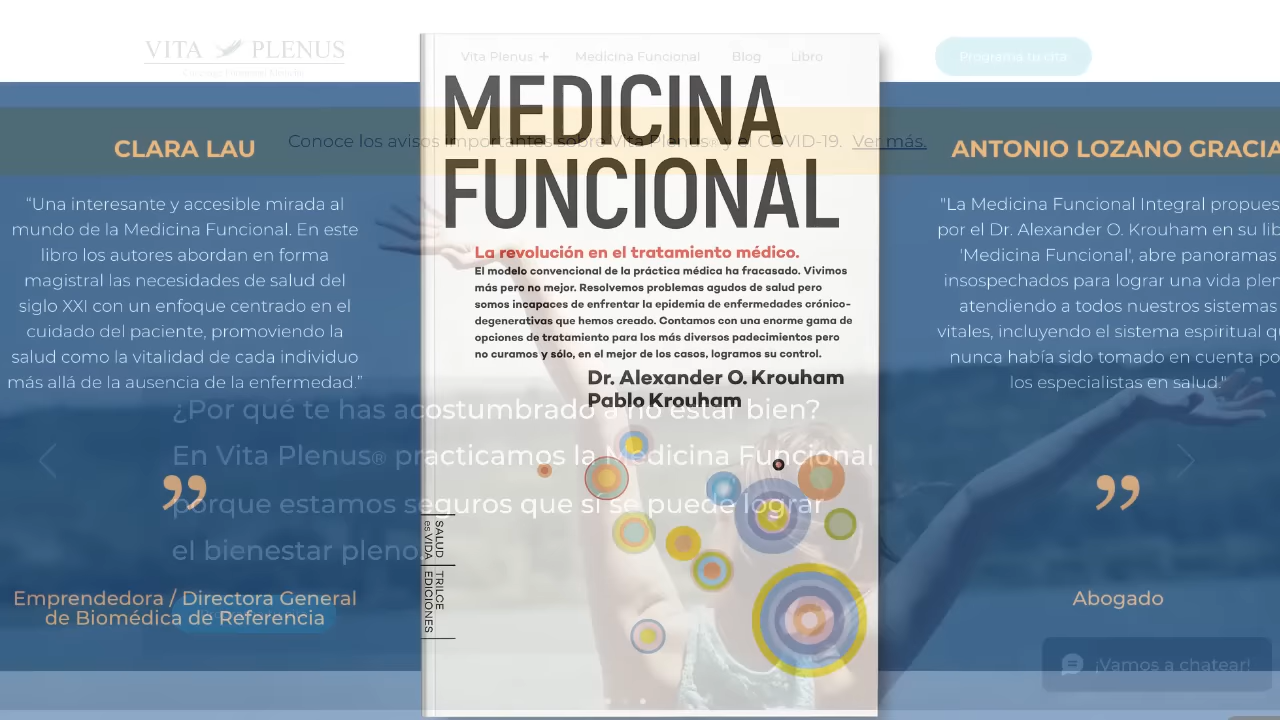 VITA PLENUS
Vita Plenus +
Medicina Funcional
Blog
Libro
Programa tu cita
Conoce los avisos importantes sobre Vita Plenus® y el COVID-19. Ver más.
CLARA LAU
“Una interesante y accesible mirada al
mundo de la Medicina Funcional. En este
libro los autores abordan en forma
magistral las necesidades de salud del
siglo XXI con un enfoque centrado en el
cuidado del paciente, promoviendo la
salud como la vitalidad de cada individuo
más allá de la ausencia de la enfermedad.”
”
Emprendedora / Directora General
de Biomédica de Referencia
MEDICINA
FUNCIONAL
La revolución en el tratamiento médico.
El modelo convencional de la práctica médica ha fracasado. Vivimos
más pero no mejor. Resolvemos problemas agudos de salud pero
somos incapaces de enfrentar la epidemia de enfermedades crónico-
degenerativas que hemos creado. Contamos con una enorme gama de
opciones de tratamiento para los más diversos padecimientos pero
no curamos y sólo, en el mejor de los casos, logramos su control.
Dr. Alexander O. Krouham
Pablo Krouham
SALUD
es VIDA
TRILCE
EDICIONES
¿Por qué te has acostumbrado a no estar bien?
En Vita Plenus® practicamos la Medicina Funcional
porque estamos seguros que sí se puede lograr
el bienestar pleno.
ANTONIO LOZANO GRACIA
"La Medicina Funcional Integral propues
por el Dr. Alexander O. Krouham en su lib
'Medicina Funcional', abre panoramas
insospechados para lograr una vida plen
atendiendo a todos nuestros sistemas
vitales, incluyendo el sistema espiritual qu
nunca había sido tomado en cuenta po
los especialistas en salud."
”
Abogado
¡Vamos a chatear!